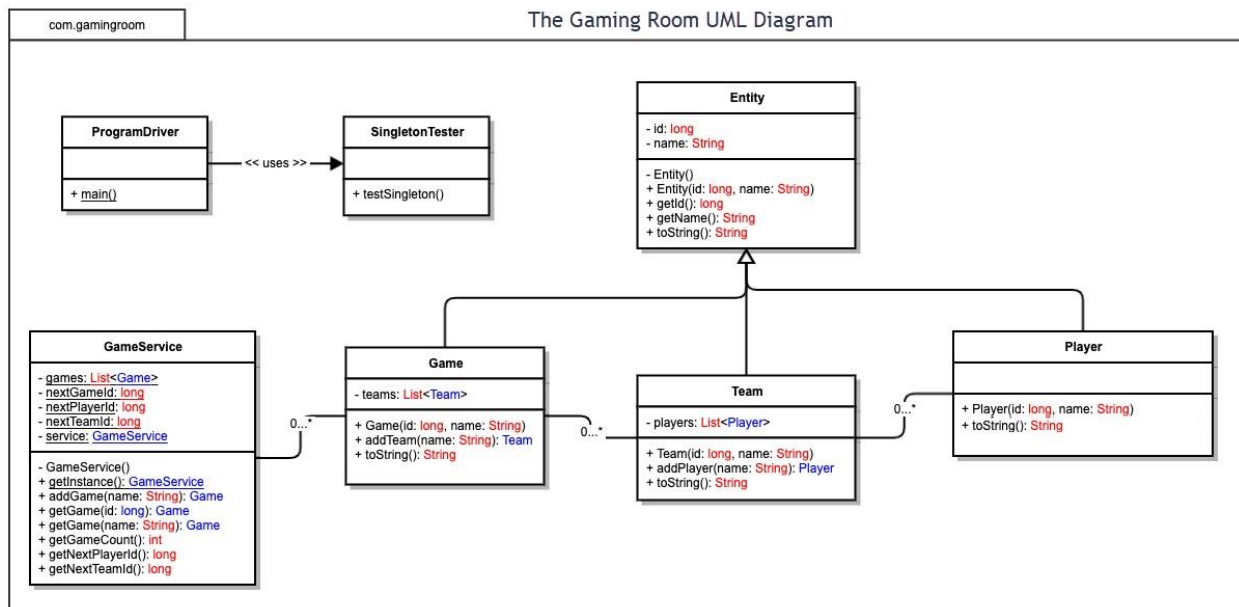 com.gamingroom
The Gaming Room UML Diagram
ProgramDriver
+ main()
<< uses >>
SingletonTester
+ testSingleton()
Entity
- id: long
- name: String
- Entity()
+ Entity(id: long, name: String)
+ getId(): long
+ getName(): String
+ toString(): String
GameService
- games: List<Game>
- nextGameId: long
- nextPlayerId: long
- nextTeamId: long
- service: GameService
- GameService()
+ getInstance(): GameService
+ addGame(name: String): Game
+ getGame(id: long): Game
+ getGame(name: String): Game
+ getGameCount(): int
+ getNextPlayerId(): long
+ getNextTeamId(): long
0...*
Game
- teams: List<Team>
+ Game(id: long, name: String)
+ addTeam(name: String): Team
+ toString(): String
0...*
Team
- players: List<Player>
+ Team(id: long, name: String)
+ addPlayer(name: String): Player
+ toString(): String
0...*
Player
+ Player(id: long, name: String)
+ toString(): String